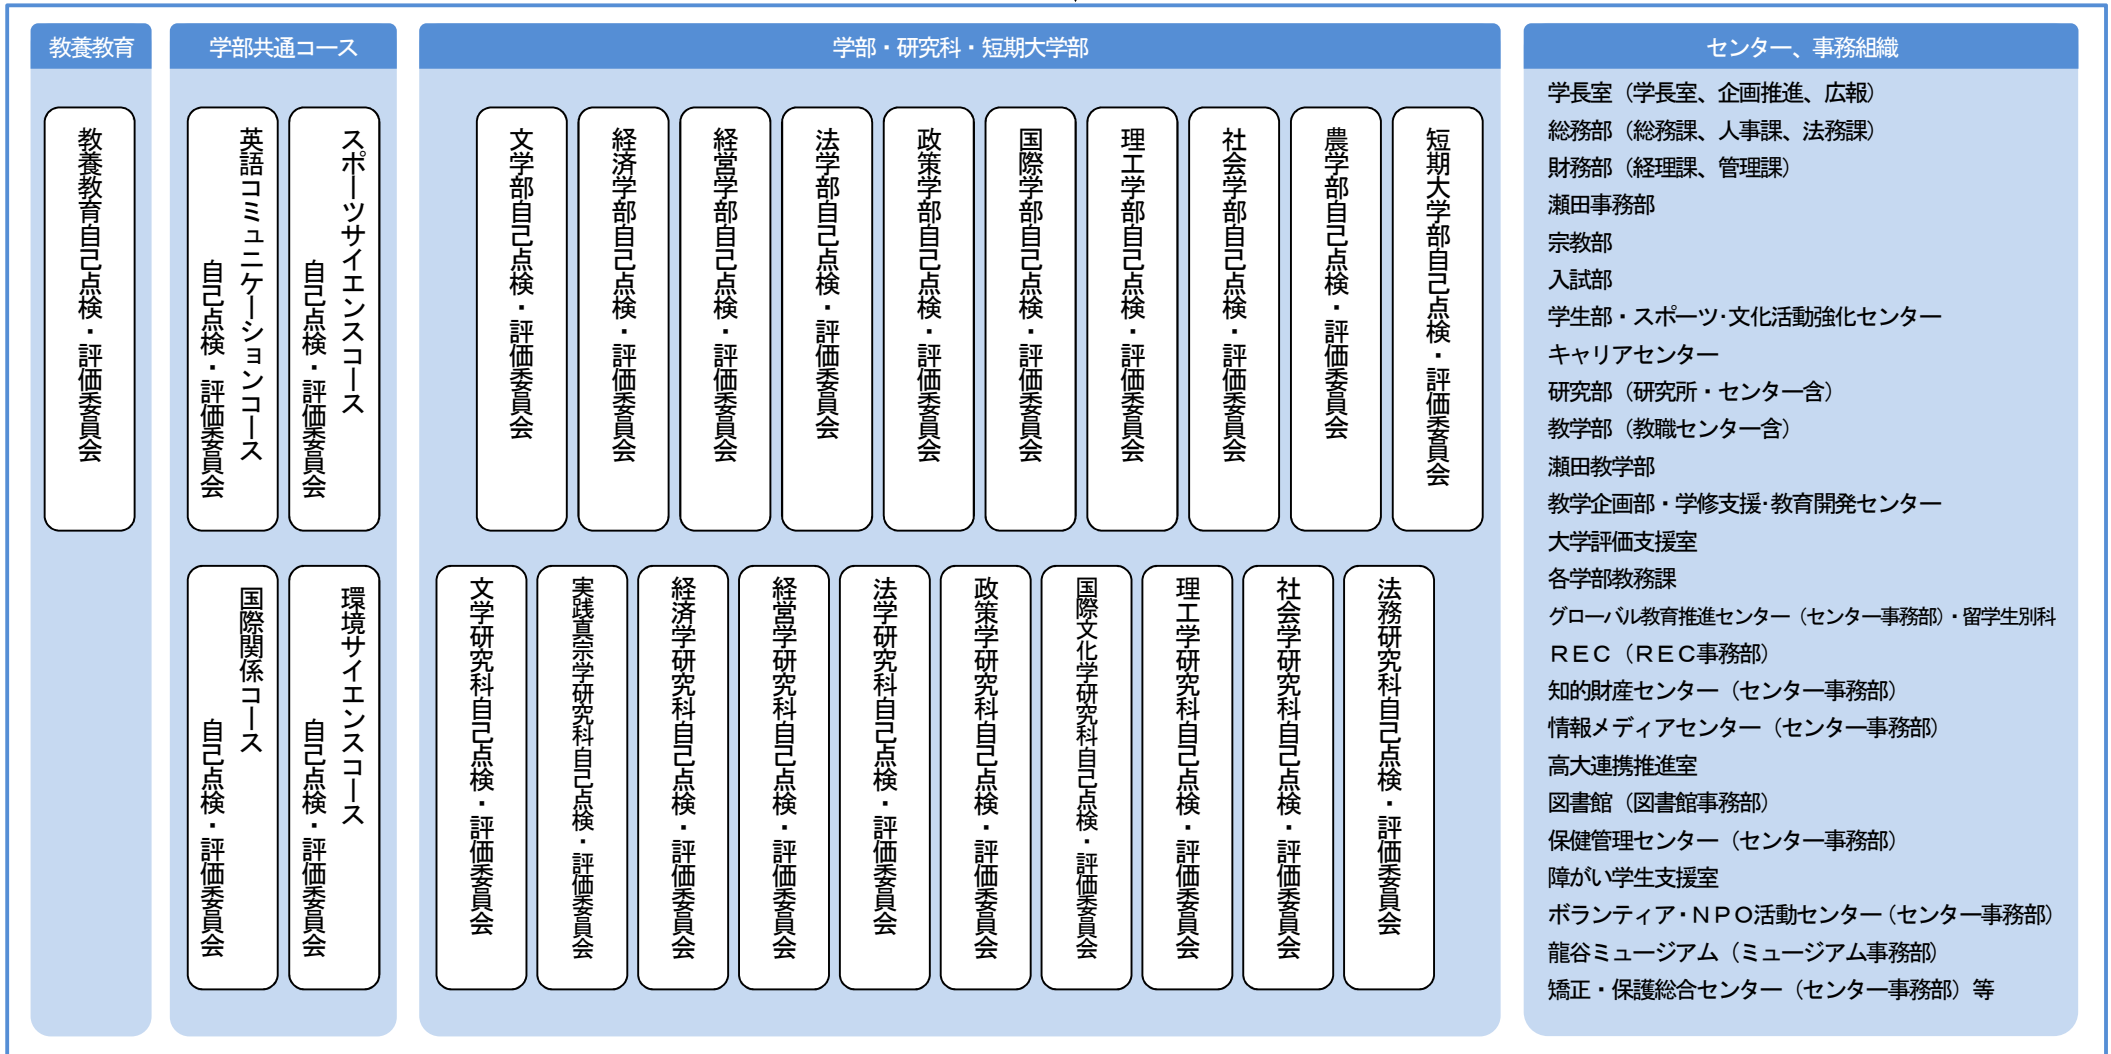 教養教育
教養教育自己点検・評価委員会
学部共通コース
英語コミュニケーションコース
自己点検・評価委員会
スポーツサイエンスコース
自己点検・評価委員会
国際関係コース
自己点検・評価委員会
環境サイエンスコース
自己点検・評価委員会
学部・研究科・短期大学部
文学部自己点検・評価委員会
経済学部自己点検・評価委員会
経営学部自己点検・評価委員会
法学部自己点検・評価委員会
政策学部自己点検・評価委員会
国際学部自己点検・評価委員会
理工学部自己点検・評価委員会
社会学部自己点検・評価委員会
農学部自己点検・評価委員会
短期大学部自己点検・評価委員会
文学研究科自己点検・評価委員会
実践真宗学研究科自己点検・評価委員会
経済学研究科自己点検・評価委員会
経営学研究科自己点検・評価委員会
法学研究科自己点検・評価委員会
政策学研究科自己点検・評価委員会
国際文化学研究科自己点検・評価委員会
理工学研究科自己点検・評価委員会
社会学研究科自己点検・評価委員会
法務研究科自己点検・評価委員会
センター、事務組織
学長室（学長室、企画推進、広報）
総務部（総務課、人事課、法務課）
財務部（経理課、管理課）
瀬田事務部
宗教部
入試部
学生部・スポーツ・文化活動強化センター
キャリアセンター
研究部（研究所・センター含）
教学部（教職センター含）
瀬田教学部
教学企画部・学修支援・教育開発センター
大学評価支援室
各学部教務課
グローバル教育推進センター（センター事務部）・留学生別科
ＲＥＣ（ＲＥＣ事務部）
知的財産センター（センター事務部）
情報メディアセンター（センター事務部）
高大連携推進室
図書館（図書館事務部）
保健管理センター（センター事務部）
障がい学生支援室
ボランティア・ＮＰＯ活動センター（センター事務部）
龍谷ミュージアム（ミュージアム事務部）
矯正・保護総合センター（センター事務部）等